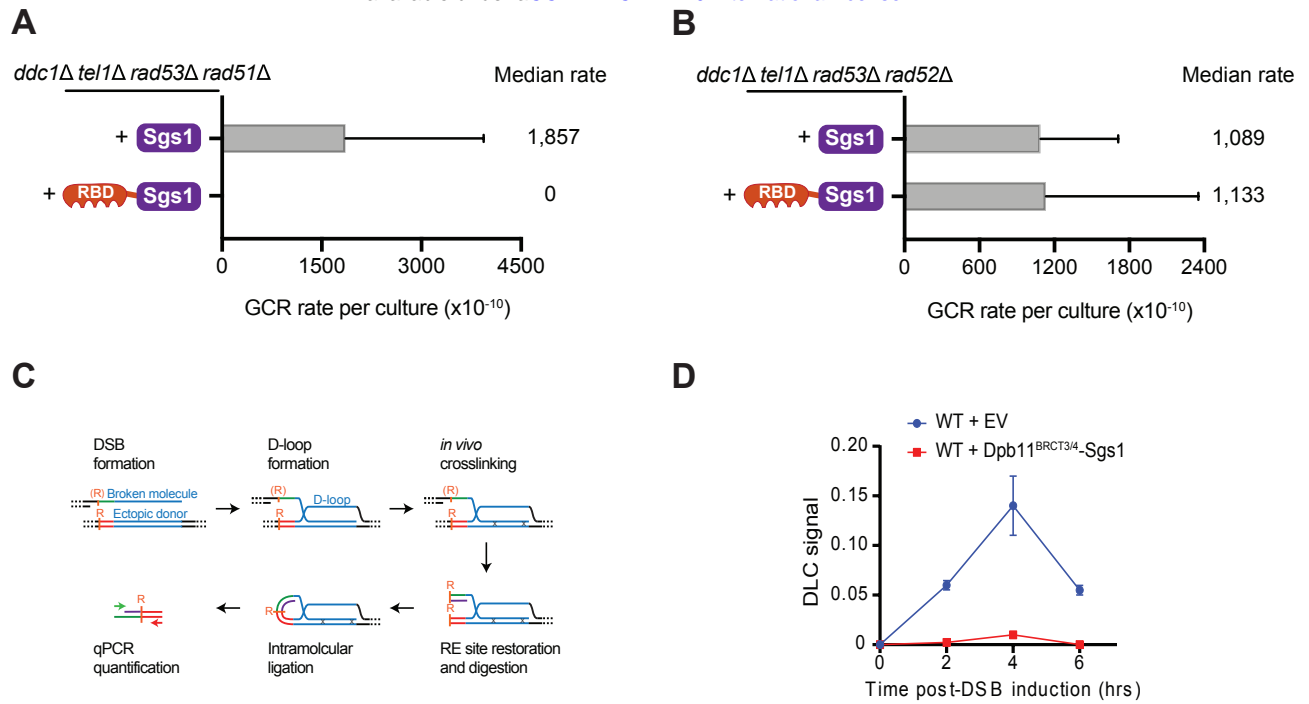 A
ddc1Δ tel1Δ rad53Δ rad51Δ
Median rate
+ Sgs1
1,857
+ RBD Sgs1
0
0 1500 3000 4500
GCR rate per culture (x10⁻¹⁰)
B
ddc1Δ tel1Δ rad53Δ rad52Δ
Median rate
+ Sgs1
1,089
+ RBD Sgs1
1,133
0 600 1200 1800 2400
GCR rate per culture (x10⁻¹⁰)
C
DSB
formation
D-loop
formation
in vivo
crosslinking
(R) Broken molecule
R Ectopic donor
(R)
D-loop
R
(R)
R
R
R
RE site restoration
and digestion
R
Intramolcular
ligation
R
qPCR
quantification
D
WT + EV
WT + Dpb11ᴮᴿᶜᵀ³/⁴-Sgs1
DLC signal
0.20
0.15
0.10
0.05
0
0 2 4 6
Time post-DSB induction (hrs)